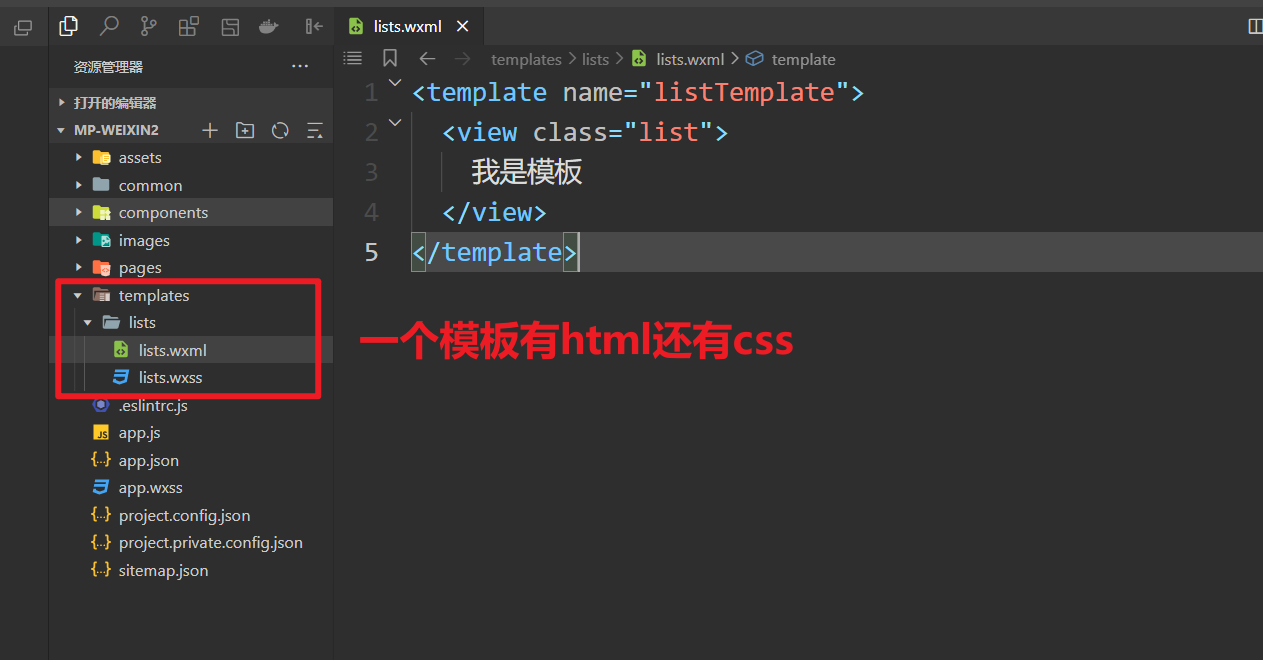 lists.wxml
资源管理器
templates lists lists.wxml template
打开的编辑器
MP-WEIXIN2
assets
common
components
images
pages
templates
lists
lists.wxml
lists.wxss
.eslintrc.js
app.js
app.json
app.wxss
project.config.json
project.private.config.json
sitemap.json
1 <template name="listTemplate">
2 <view class="list">
3 我是模板
4 </view>
5 </template>
一个模板有html还有css